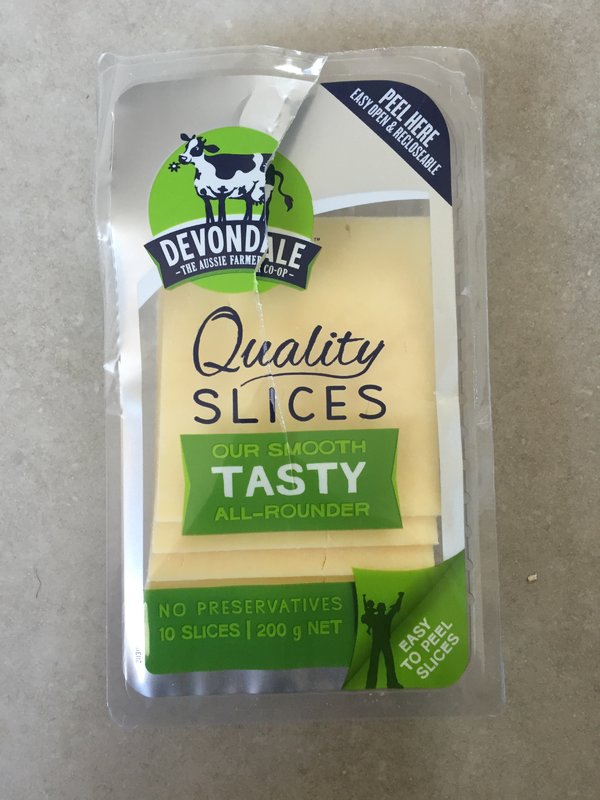 PEEL HERE
EASY OPEN & RECLOSEABLE
DEVONDALE™
- THE AUSSIE FARMER CO-OP -
Quality
SLICES
OUR SMOOTH
TASTY
ALL-ROUNDER
NO PRESERVATIVES
10 SLICES | 200 g NET
EASY
TO PEEL
SLICES